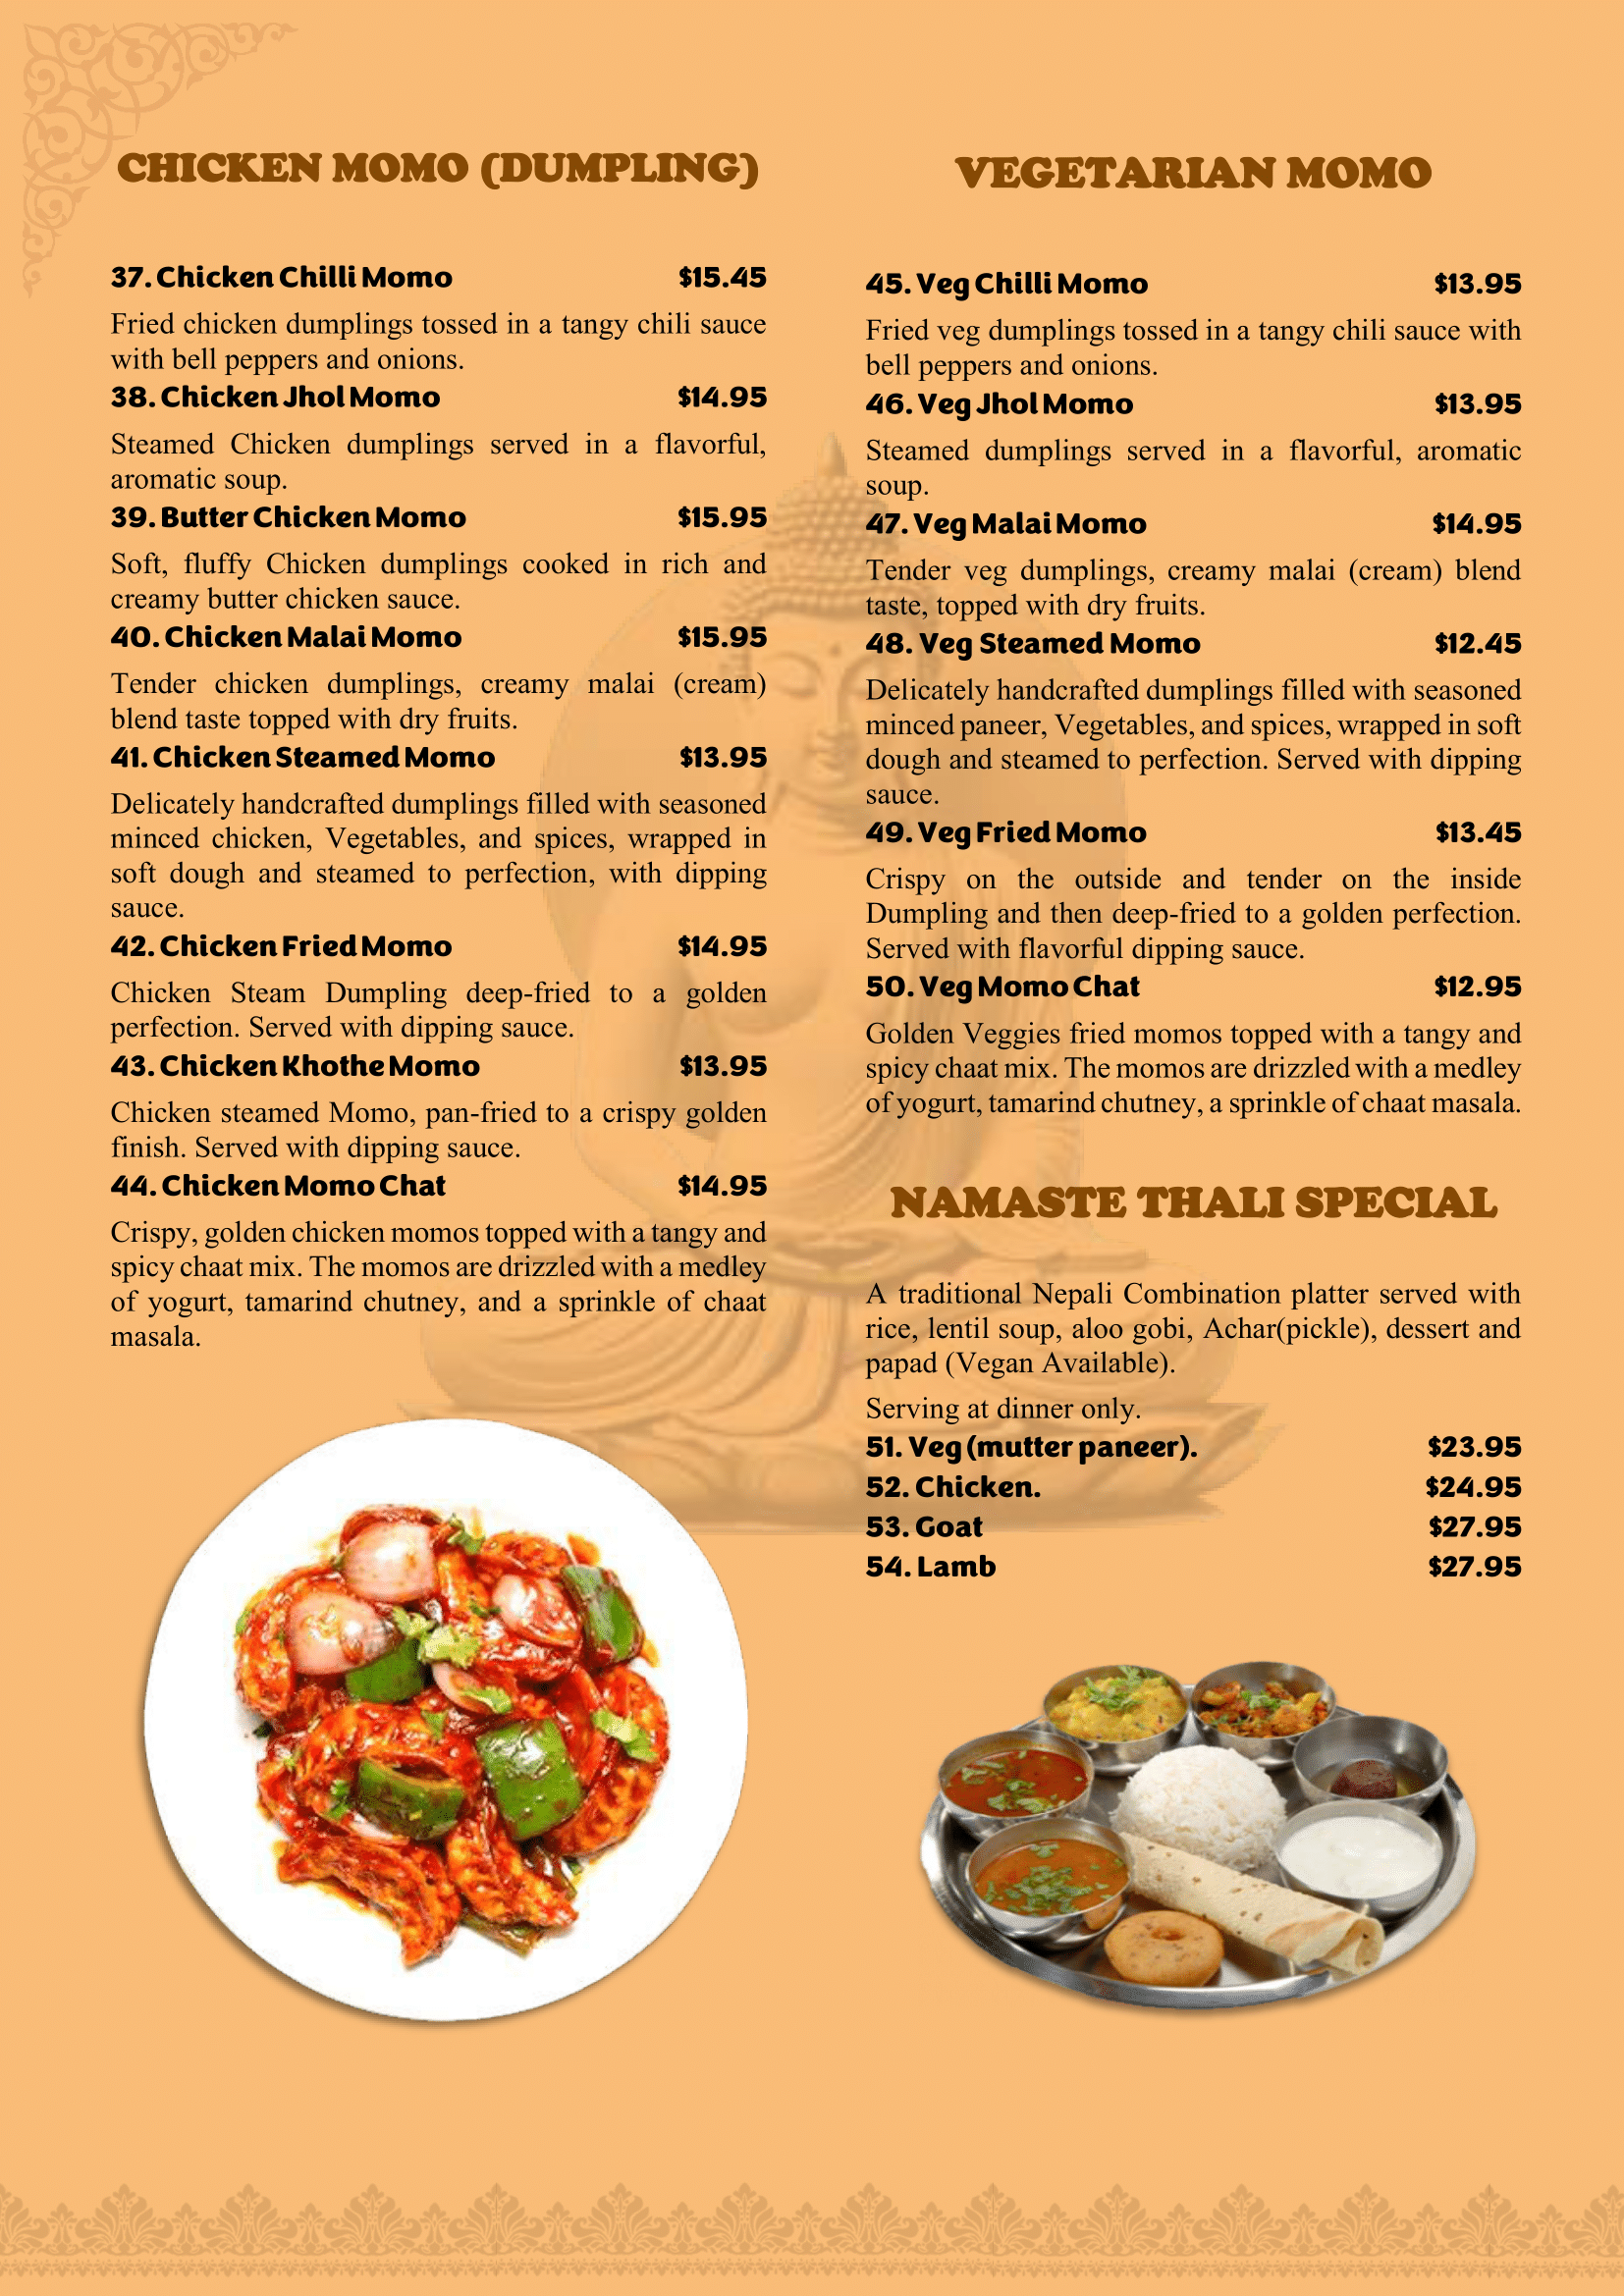 CHICKEN MOMO (DUMPLING)
37. Chicken Chilli Momo $15.45
Fried chicken dumplings tossed in a tangy chili sauce
with bell peppers and onions.
38. Chicken Jhol Momo $14.95
Steamed Chicken dumplings served in a flavorful,
aromatic soup.
39. Butter Chicken Momo $15.95
Soft, fluffy Chicken dumplings cooked in rich and
creamy butter chicken sauce.
40. Chicken Malai Momo $15.95
Tender chicken dumplings, creamy malai (cream)
blend taste topped with dry fruits.
41. Chicken Steamed Momo $13.95
Delicately handcrafted dumplings filled with seasoned
minced chicken, Vegetables, and spices, wrapped in
soft dough and steamed to perfection, with dipping
sauce.
42. Chicken Fried Momo $14.95
Chicken Steam Dumpling deep-fried to a golden
perfection. Served with dipping sauce.
43. Chicken Khothe Momo $13.95
Chicken steamed Momo, pan-fried to a crispy golden
finish. Served with dipping sauce.
44. Chicken Momo Chat $14.95
Crispy, golden chicken momos topped with a tangy and
spicy chaat mix. The momos are drizzled with a medley
of yogurt, tamarind chutney, and a sprinkle of chaat
masala.
VEGETARIAN MOMO
45. Veg Chilli Momo $13.95
Fried veg dumplings tossed in a tangy chili sauce with
bell peppers and onions.
46. Veg Jhol Momo $13.95
Steamed dumplings served in a flavorful, aromatic
soup.
47. Veg Malai Momo $14.95
Tender veg dumplings, creamy malai (cream) blend
taste, topped with dry fruits.
48. Veg Steamed Momo $12.45
Delicately handcrafted dumplings filled with seasoned
minced paneer, Vegetables, and spices, wrapped in soft
dough and steamed to perfection. Served with dipping
sauce.
49. Veg Fried Momo $13.45
Crispy on the outside and tender on the inside
Dumpling and then deep-fried to a golden perfection.
Served with flavorful dipping sauce.
50. Veg Momo Chat $12.95
Golden Veggies fried momos topped with a tangy and
spicy chaat mix. The momos are drizzled with a medley
of yogurt, tamarind chutney, a sprinkle of chaat masala.
NAMASTE THALI SPECIAL
A traditional Nepali Combination platter served with
rice, lentil soup, aloo gobi, Achar(pickle), dessert and
papad (Vegan Available).
Serving at dinner only.
51. Veg (mutter paneer). $23.95
52. Chicken. $24.95
53. Goat $27.95
54. Lamb $27.95